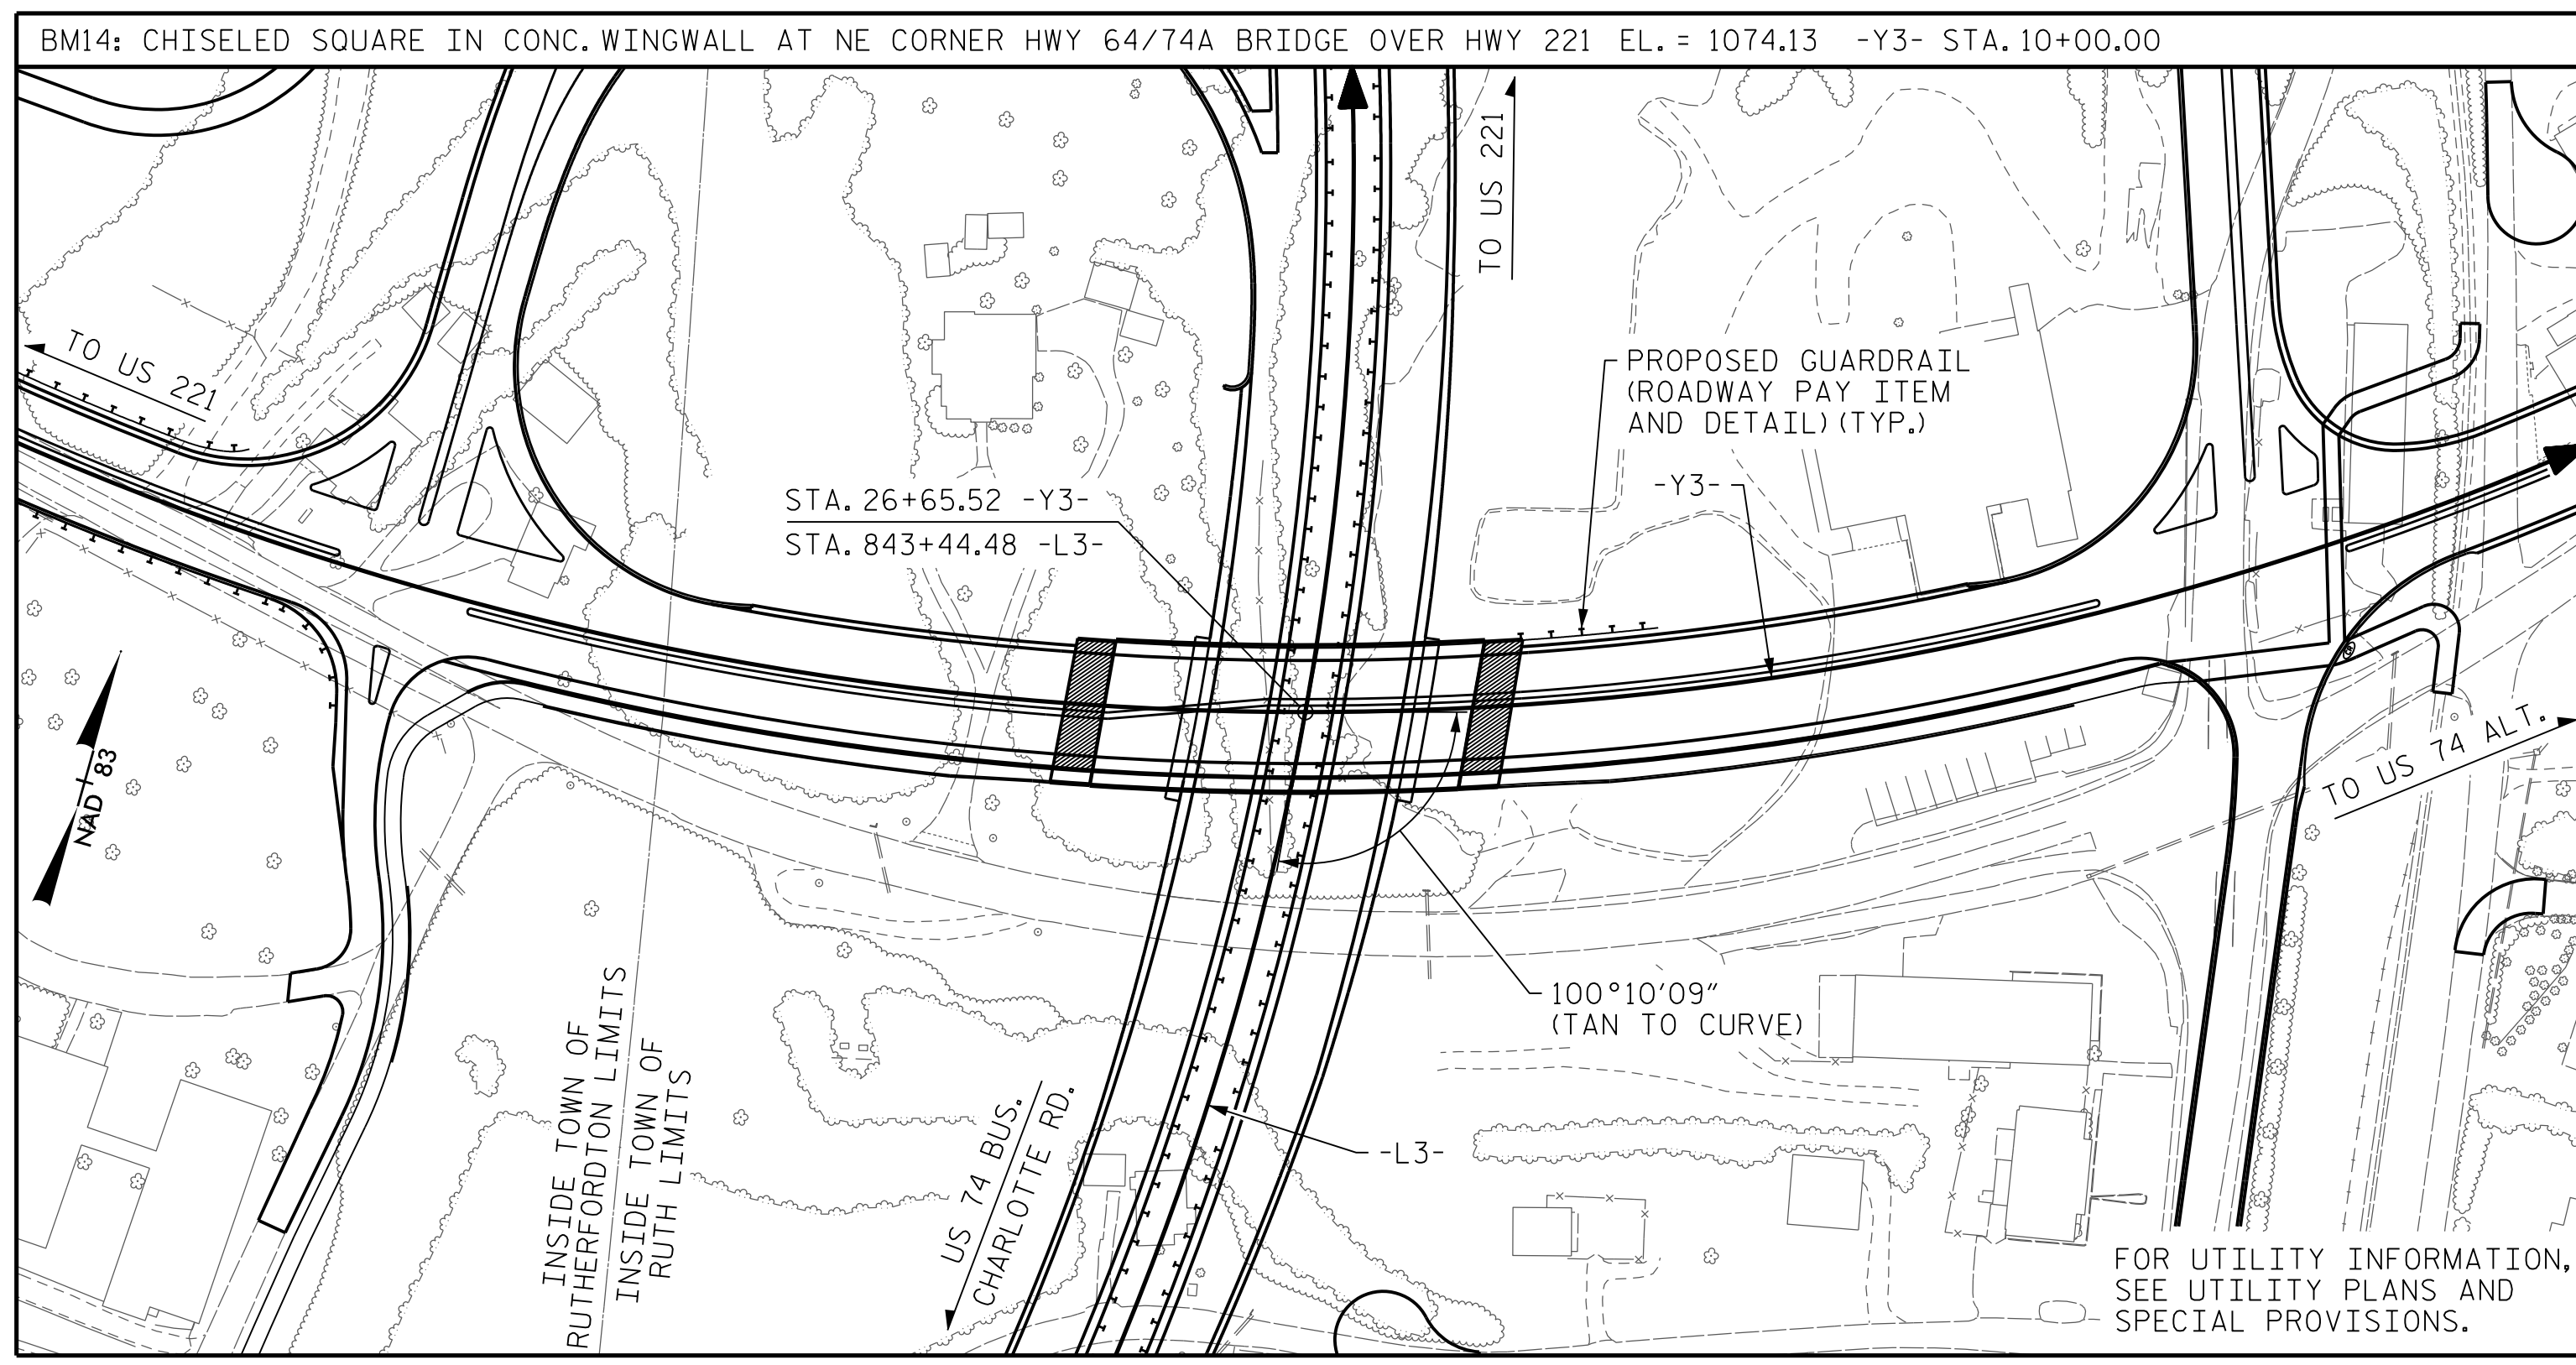 BM14: CHISELED SQUARE IN CONC. WINGWALL AT NE CORNER HWY 64/74A BRIDGE OVER HWY 221 EL. = 1074.13 -Y3- STA. 10+00.00
TO US 221
TO US 221
PROPOSED GUARDRAIL
(ROADWAY PAY ITEM
AND DETAIL) (TYP.)
-Y3-
STA. 26+65.52 -Y3-
STA. 843+44.48 -L3-
NAD 83
TO US 74 ALT.
100°10'09"
(TAN TO CURVE)
INSIDE TOWN OF
RUTHERFORDTON LIMITS
INSIDE TOWN OF
RUTH LIMITS
US 74 BUS.
CHARLOTTE RD.
-L3-
FOR UTILITY INFORMATION,
SEE UTILITY PLANS AND
SPECIAL PROVISIONS.